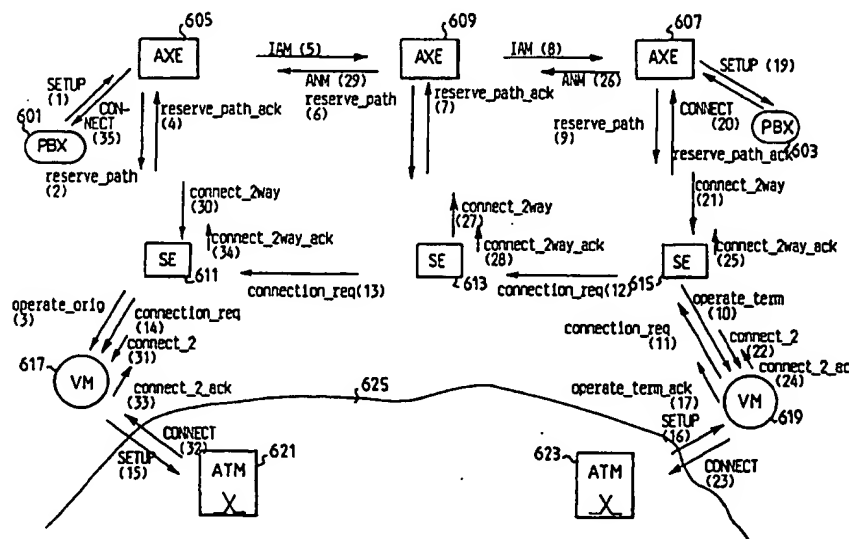 605
609
607
AXE
IAM (5)
AXE
IAM (8)
AXE
SETUP
(1)
ANM (29)
ANM (26)
SETUP (19)
CON-
NECT
(35)
reserve_path_ack
(4)
reserve_path
(6)
reserve_path_ack
(7)
CONNECT
(20)
601
PBX
PBX
603
reserve_path
(2)
reserve_path
(9)
reserve_path_ack
connect_2way
(30)
connect_2way
(27)
connect_2way
(21)
SE
611
connect_2way_ack
(34)
SE
613
connect_2way_ack
(28)
SE
615
connect_2way_ack
(25)
connection_req(13)
connection_req(12)
operate_orig
(3)
connection_req
(14)
operate_term
(10)
connection_req
(11)
connect_2
(31)
connect_2
(22)
617
VM
connect_2_ack
(33)
625
operate_term_ack
(17)
connect_2_ac
(24)
VM
619
CONNECT
(32)
SETUP
(15)
SETUP
(16)
621
ATM
623
ATM
CONNECT
(23)